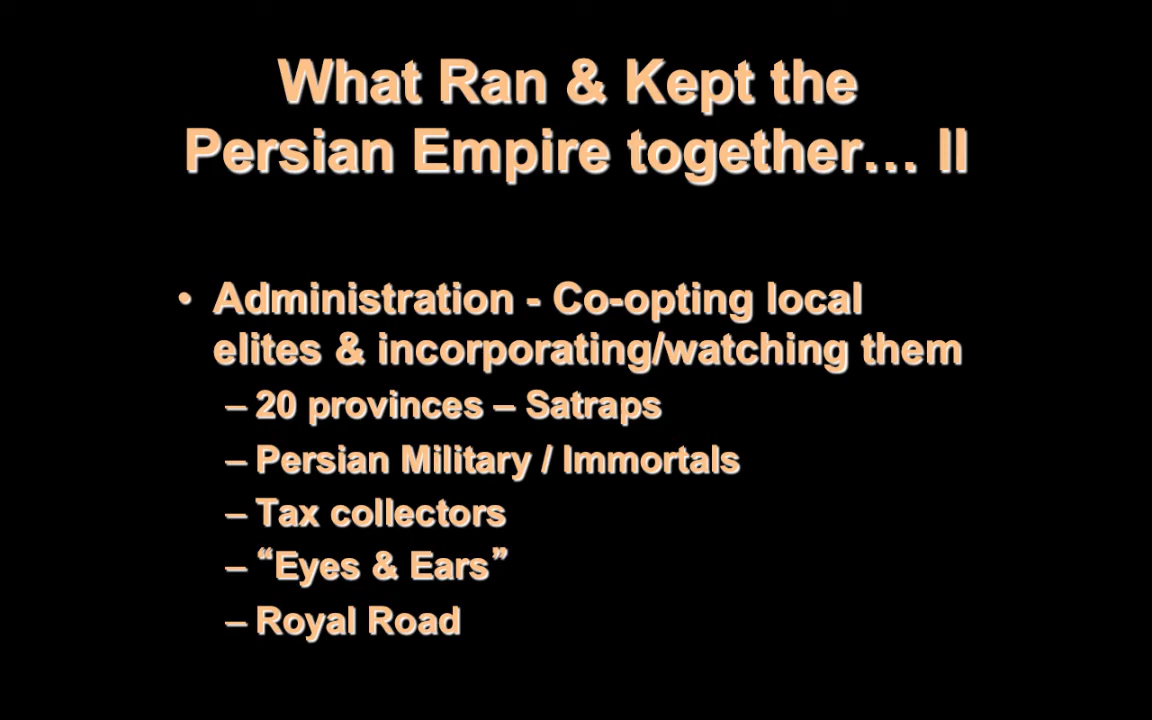 What Ran & Kept the
Persian Empire together… II
• Administration - Co-opting local
elites & incorporating/watching them
– 20 provinces – Satraps
– Persian Military / Immortals
– Tax collectors
– “Eyes & Ears”
– Royal Road